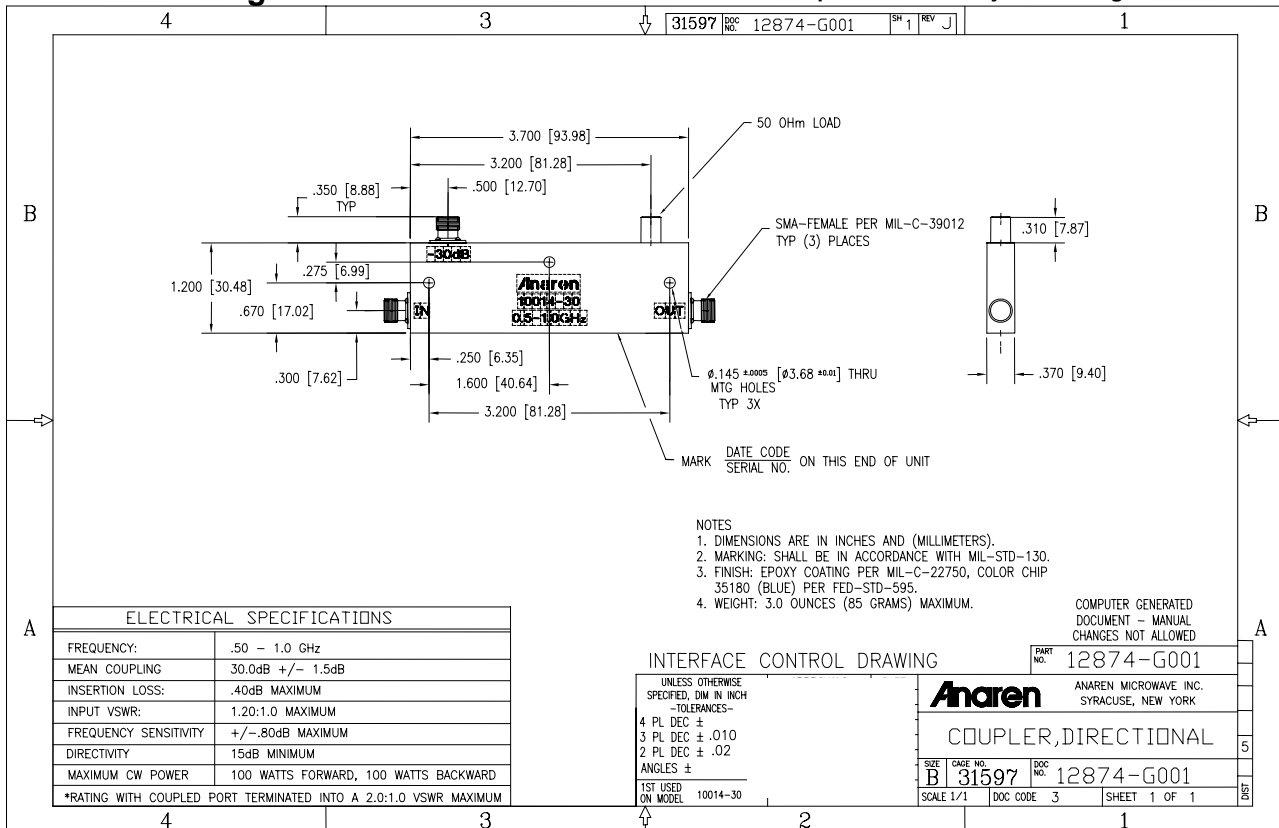 4 3 1
31597 DOC NO. 12874-G001 SH 1 REV J
3.700 [93.98]
50 OHm LOAD
3.200 [81.28]
.350 [8.88]
TYP
.500 [12.70]
B
B
SMA-FEMALE PER MIL-C-39012
TYP (3) PLACES
.310 [7.87]
-30dB
.275 [6.99]
1.200 [30.48]
.670 [17.02]
IN
Anaren
10014-30
0.5-1.0GHz
OUT
.250 [6.35]
.300 [7.62]
1.600 [40.64]
3.200 [81.28]
ø.145 ±.0005 [ø3.68 ±0.01] THRU
MTG HOLES
TYP 3X
.370 [9.40]
MARK DATE CODE
SERIAL NO. ON THIS END OF UNIT
NOTES
1. DIMENSIONS ARE IN INCHES AND (MILLIMETERS).
2. MARKING: SHALL BE IN ACCORDANCE WITH MIL-STD-130.
3. FINISH: EPOXY COATING PER MIL-C-22750, COLOR CHIP
35180 (BLUE) PER FED-STD-595.
4. WEIGHT: 3.0 OUNCES (85 GRAMS) MAXIMUM.
A
A
ELECTRICAL SPECIFICATIONS
FREQUENCY: .50 - 1.0 GHz
MEAN COUPLING 30.0dB +/- 1.5dB
INSERTION LOSS: .40dB MAXIMUM
INPUT VSWR: 1.20:1.0 MAXIMUM
FREQUENCY SENSITIVITY +/-.80dB MAXIMUM
DIRECTIVITY 15dB MINIMUM
MAXIMUM CW POWER 100 WATTS FORWARD, 100 WATTS BACKWARD
*RATING WITH COUPLED PORT TERMINATED INTO A 2.0:1.0 VSWR MAXIMUM
COMPUTER GENERATED
DOCUMENT - MANUAL
CHANGES NOT ALLOWED
INTERFACE CONTROL DRAWING
PART NO. 12874-G001
UNLESS OTHERWISE
SPECIFIED, DIM IN INCH
-TOLERANCES-
4 PL DEC ±
3 PL DEC ± .010
2 PL DEC ± .02
ANGLES ±
1ST USED
ON MODEL 10014-30
Anaren
ANAREN MICROWAVE INC.
SYRACUSE, NEW YORK
COUPLER,DIRECTIONAL
SIZE B CAGE NO. 31597 DOC NO. 12874-G001
SCALE 1/1 DOC CODE 3 SHEET 1 OF 1
5
DIST
4 3 2 1